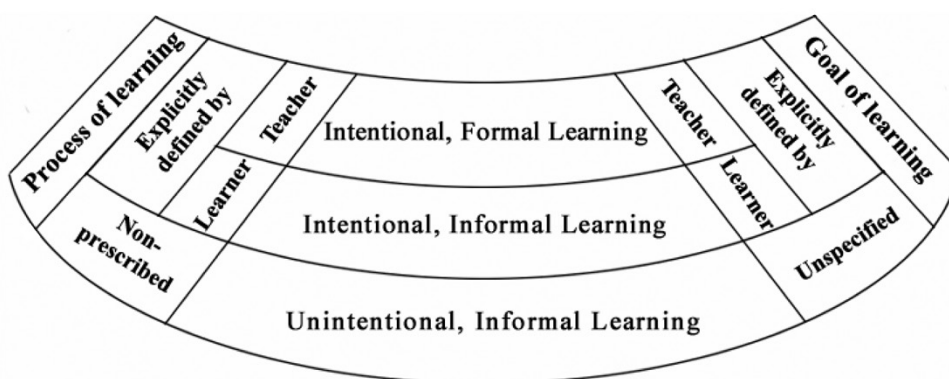 Process of learning
Explicitly
defined by
Teacher
Learner
Non-
prescribed
Intentional, Formal Learning
Intentional, Informal Learning
Unintentional, Informal Learning
Teacher
Learner
Explicitly
defined by
Goal of learning
Unspecified